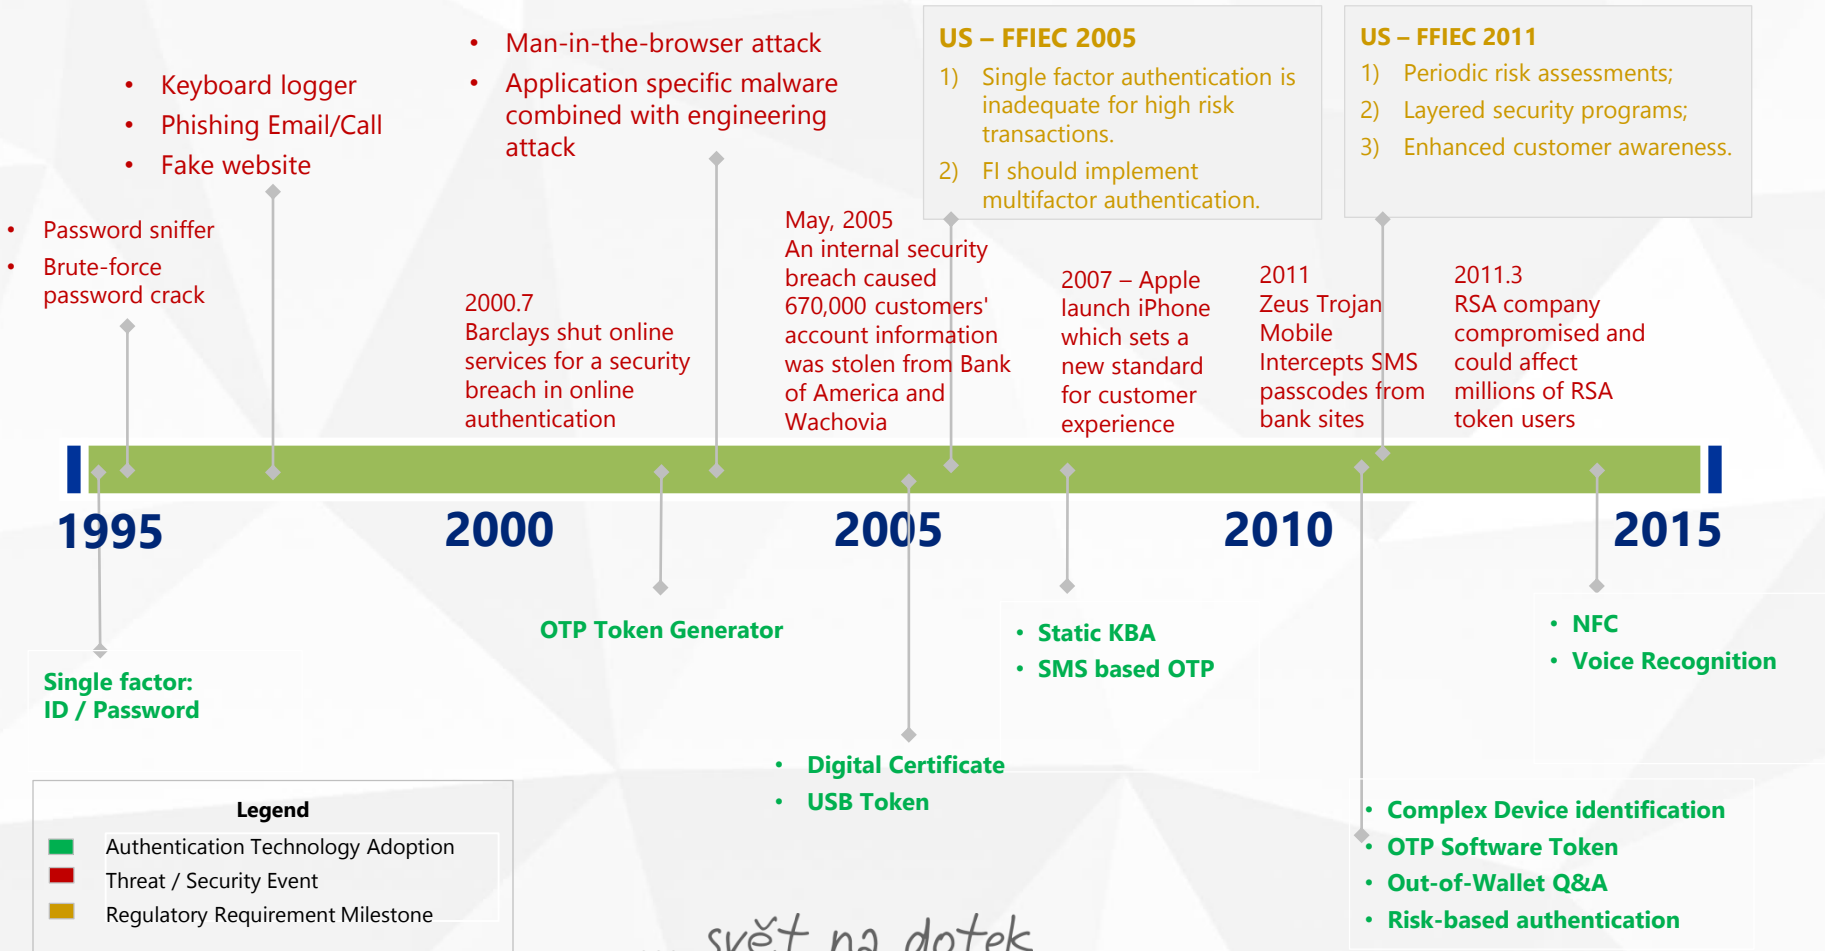 • Password sniffer
• Brute-force
password crack
• Keyboard logger
• Phishing Email/Call
• Fake website
• Man-in-the-browser attack
• Application specific malware
combined with engineering
attack
US – FFIEC 2005
1) Single factor authentication is
inadequate for high risk
transactions.
2) FI should implement
multifactor authentication.
US – FFIEC 2011
1) Periodic risk assessments;
2) Layered security programs;
3) Enhanced customer awareness.
2000.7
Barclays shut online
services for a security
breach in online
authentication
May, 2005
An internal security
breach caused
670,000 customers'
account information
was stolen from Bank
of America and
Wachovia
2007 – Apple
launch iPhone
which sets a
new standard
for customer
experience
2011
Zeus Trojan
Mobile
Intercepts SMS
passcodes from
bank sites
2011.3
RSA company
compromised and
could affect
millions of RSA
token users
1995
2000
2005
2010
2015
Single factor:
ID / Password
OTP Token Generator
• Digital Certificate
• USB Token
• Static KBA
• SMS based OTP
• Complex Device identification
• OTP Software Token
• Out-of-Wallet Q&A
• Risk-based authentication
• NFC
• Voice Recognition
Legend
Authentication Technology Adoption
Threat / Security Event
Regulatory Requirement Milestone
svět na dotek